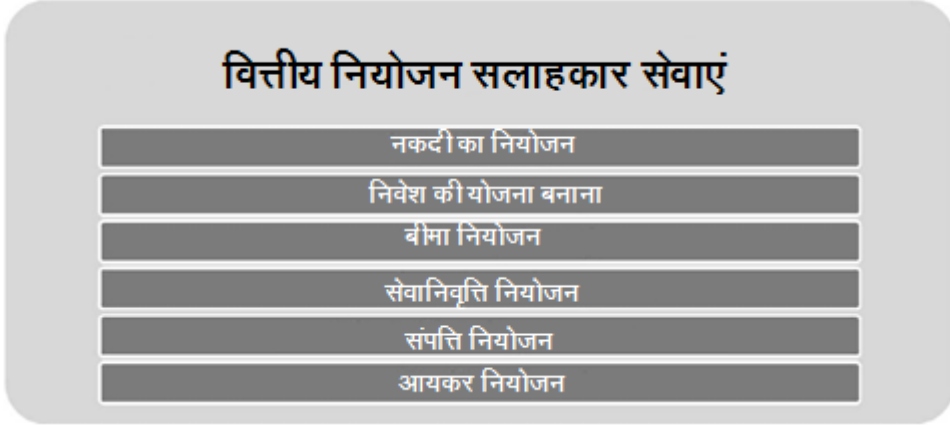 वित्तीय नियोजन सलाहकार सेवाएं
नकदी का नियोजन
निवेश की योजना बनाना
बीमा नियोजन
सेवानिवृत्ति नियोजन
संपत्ति नियोजन
आयकर नियोजन